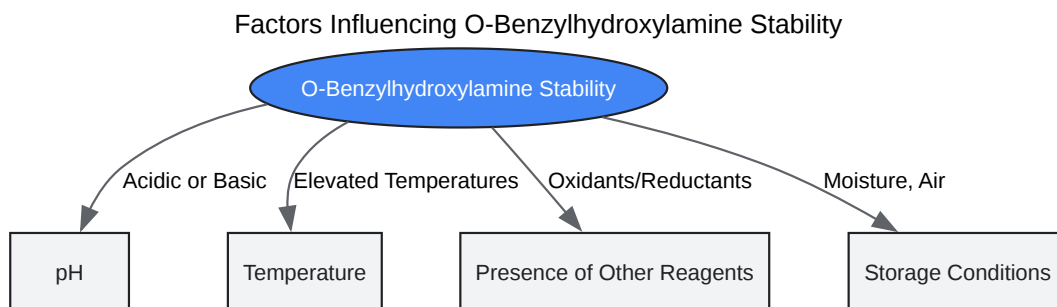 Factors Influencing O-Benzylhydroxylamine Stability
O-Benzylhydroxylamine Stability
Acidic or Basic
Elevated Temperatures
Oxidants/Reductants
Moisture, Air
pH
Temperature
Presence of Other Reagents
Storage Conditions